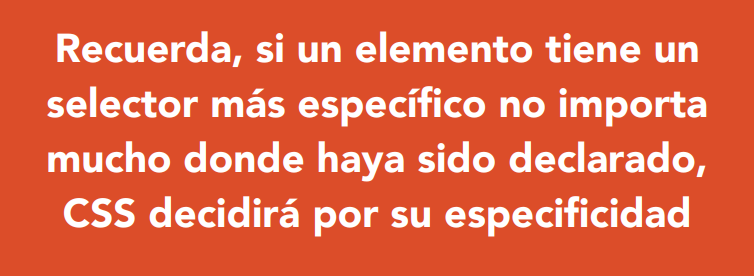 Recuerda, si un elemento tiene un
selector más específico no importa
mucho donde haya sido declarado,
CSS decidirá por su especificidad